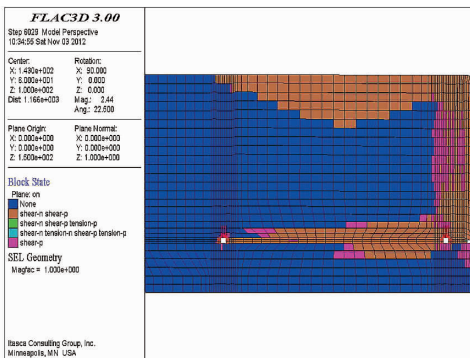 FLAC3D 3.00
Step 6029 Model Perspective
10:34:55 Sat Nov 03 2012
Center:
X: 1.430e+002
Y: 6.000e+001
Z: 1.000e+002
Dist: 1.166e+003
Rotation:
X: 90.000
Y: 0.000
Z: 0.000
Mag.: 2.44
Ang.: 22.500
Plane Origin:
X: 0.000e+000
Y: 0.000e+000
Z: 1.500e+002
Plane Normal:
X: 0.000e+000
Y: 0.000e+000
Z: 1.000e+000
Block State
Plane: on
None
shear-n shear-p
shear-n shear-p tension-p
shear-n tension-n shear-p tension-p
shear-p
SEL Geometry
Magfac = 1.000e+000
Itasca Consulting Group, Inc.
Minneapolis, MN USA